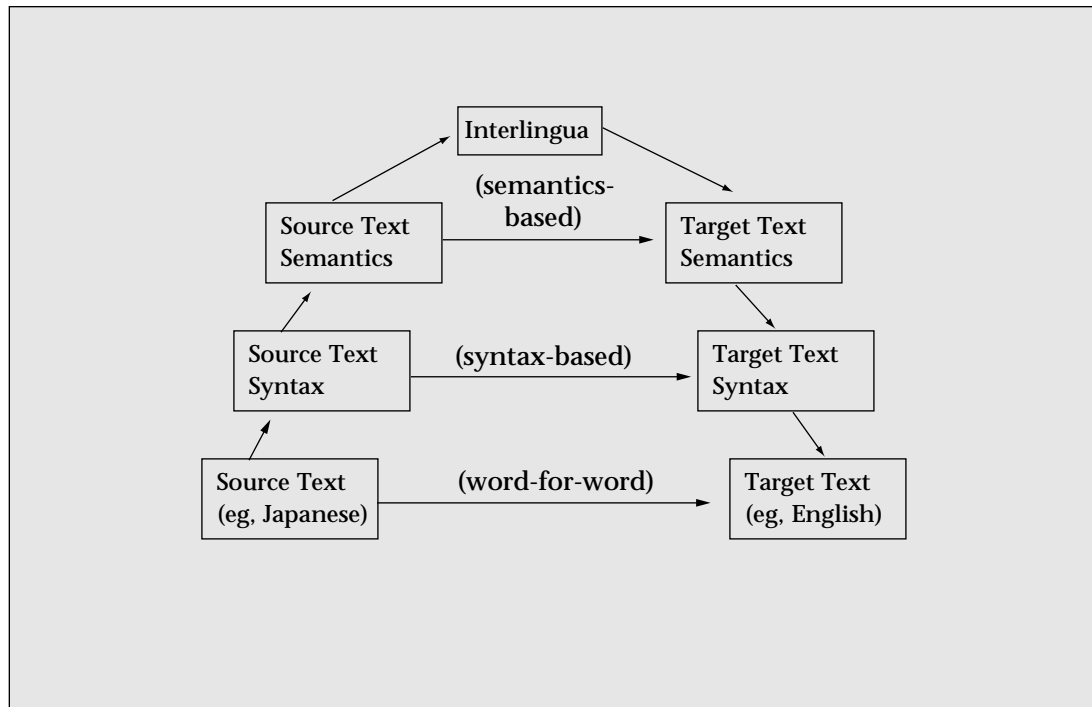 Interlingua
(semantics-
based)
Source Text
Semantics
Target Text
Semantics
Source Text
Syntax
(syntax-based)
Target Text
Syntax
Source Text
(eg, Japanese)
(word-for-word)
Target Text
(eg, English)